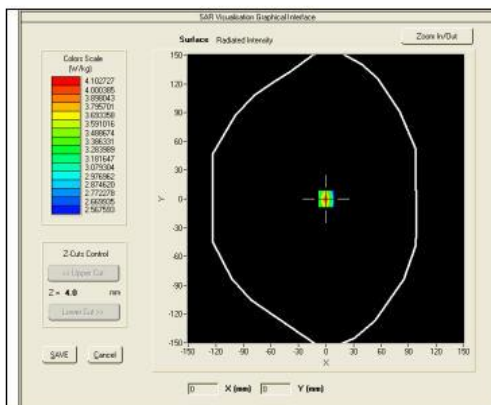 SAR Visualisation Graphical Interface
Surface Radiated Intensity
Zoom In/Out
Colors Scale
(W/kg)
4.102727
4.000385
3.898043
3.795701
3.693358
3.591016
3.488674
3.386331
3.283989
3.181647
3.079304
2.976962
2.874620
2.772278
2.669935
2.567593
Z-Cuts Control
<< Upper Cut
Z = 4.0 mm
Lower Cut >>
SAVE Cancel
150
120
90
60
30
0
-30
-60
-90
-120
-150
Y
-150 -120 -90 -60 -30 0 30 60 90 120 150
X
0 X (mm) 0 Y (mm)